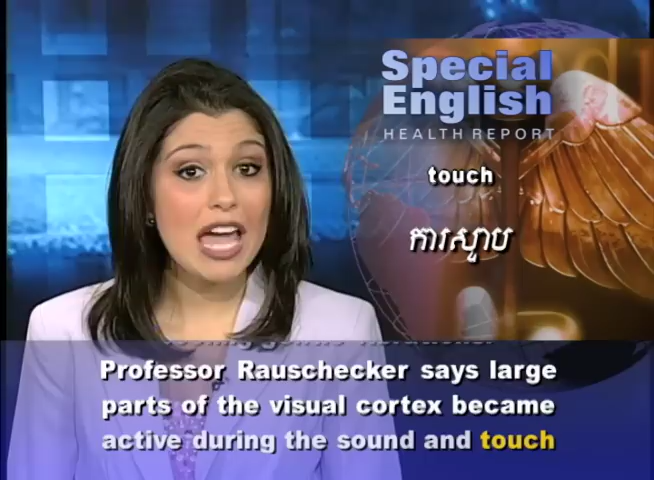 Special
English
HEALTH REPORT
touch
ការស្ទាប
Professor Rauschecker says large
parts of the visual cortex became
active during the sound and touch